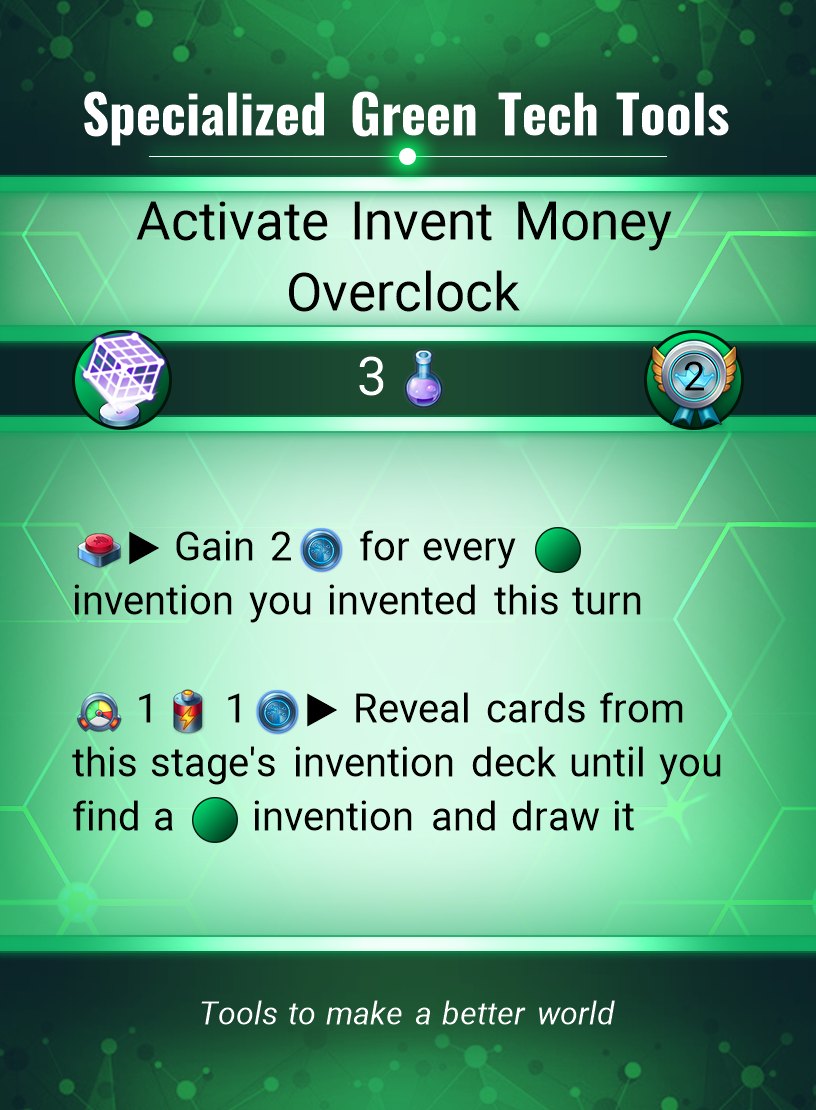 Specialized Green Tech Tools
Activate Invent Money
Overclock
3
2
▶ Gain 2 for every
invention you invented this turn
1 1 ▶ Reveal cards from
this stage's invention deck until you
find a invention and draw it
Tools to make a better world